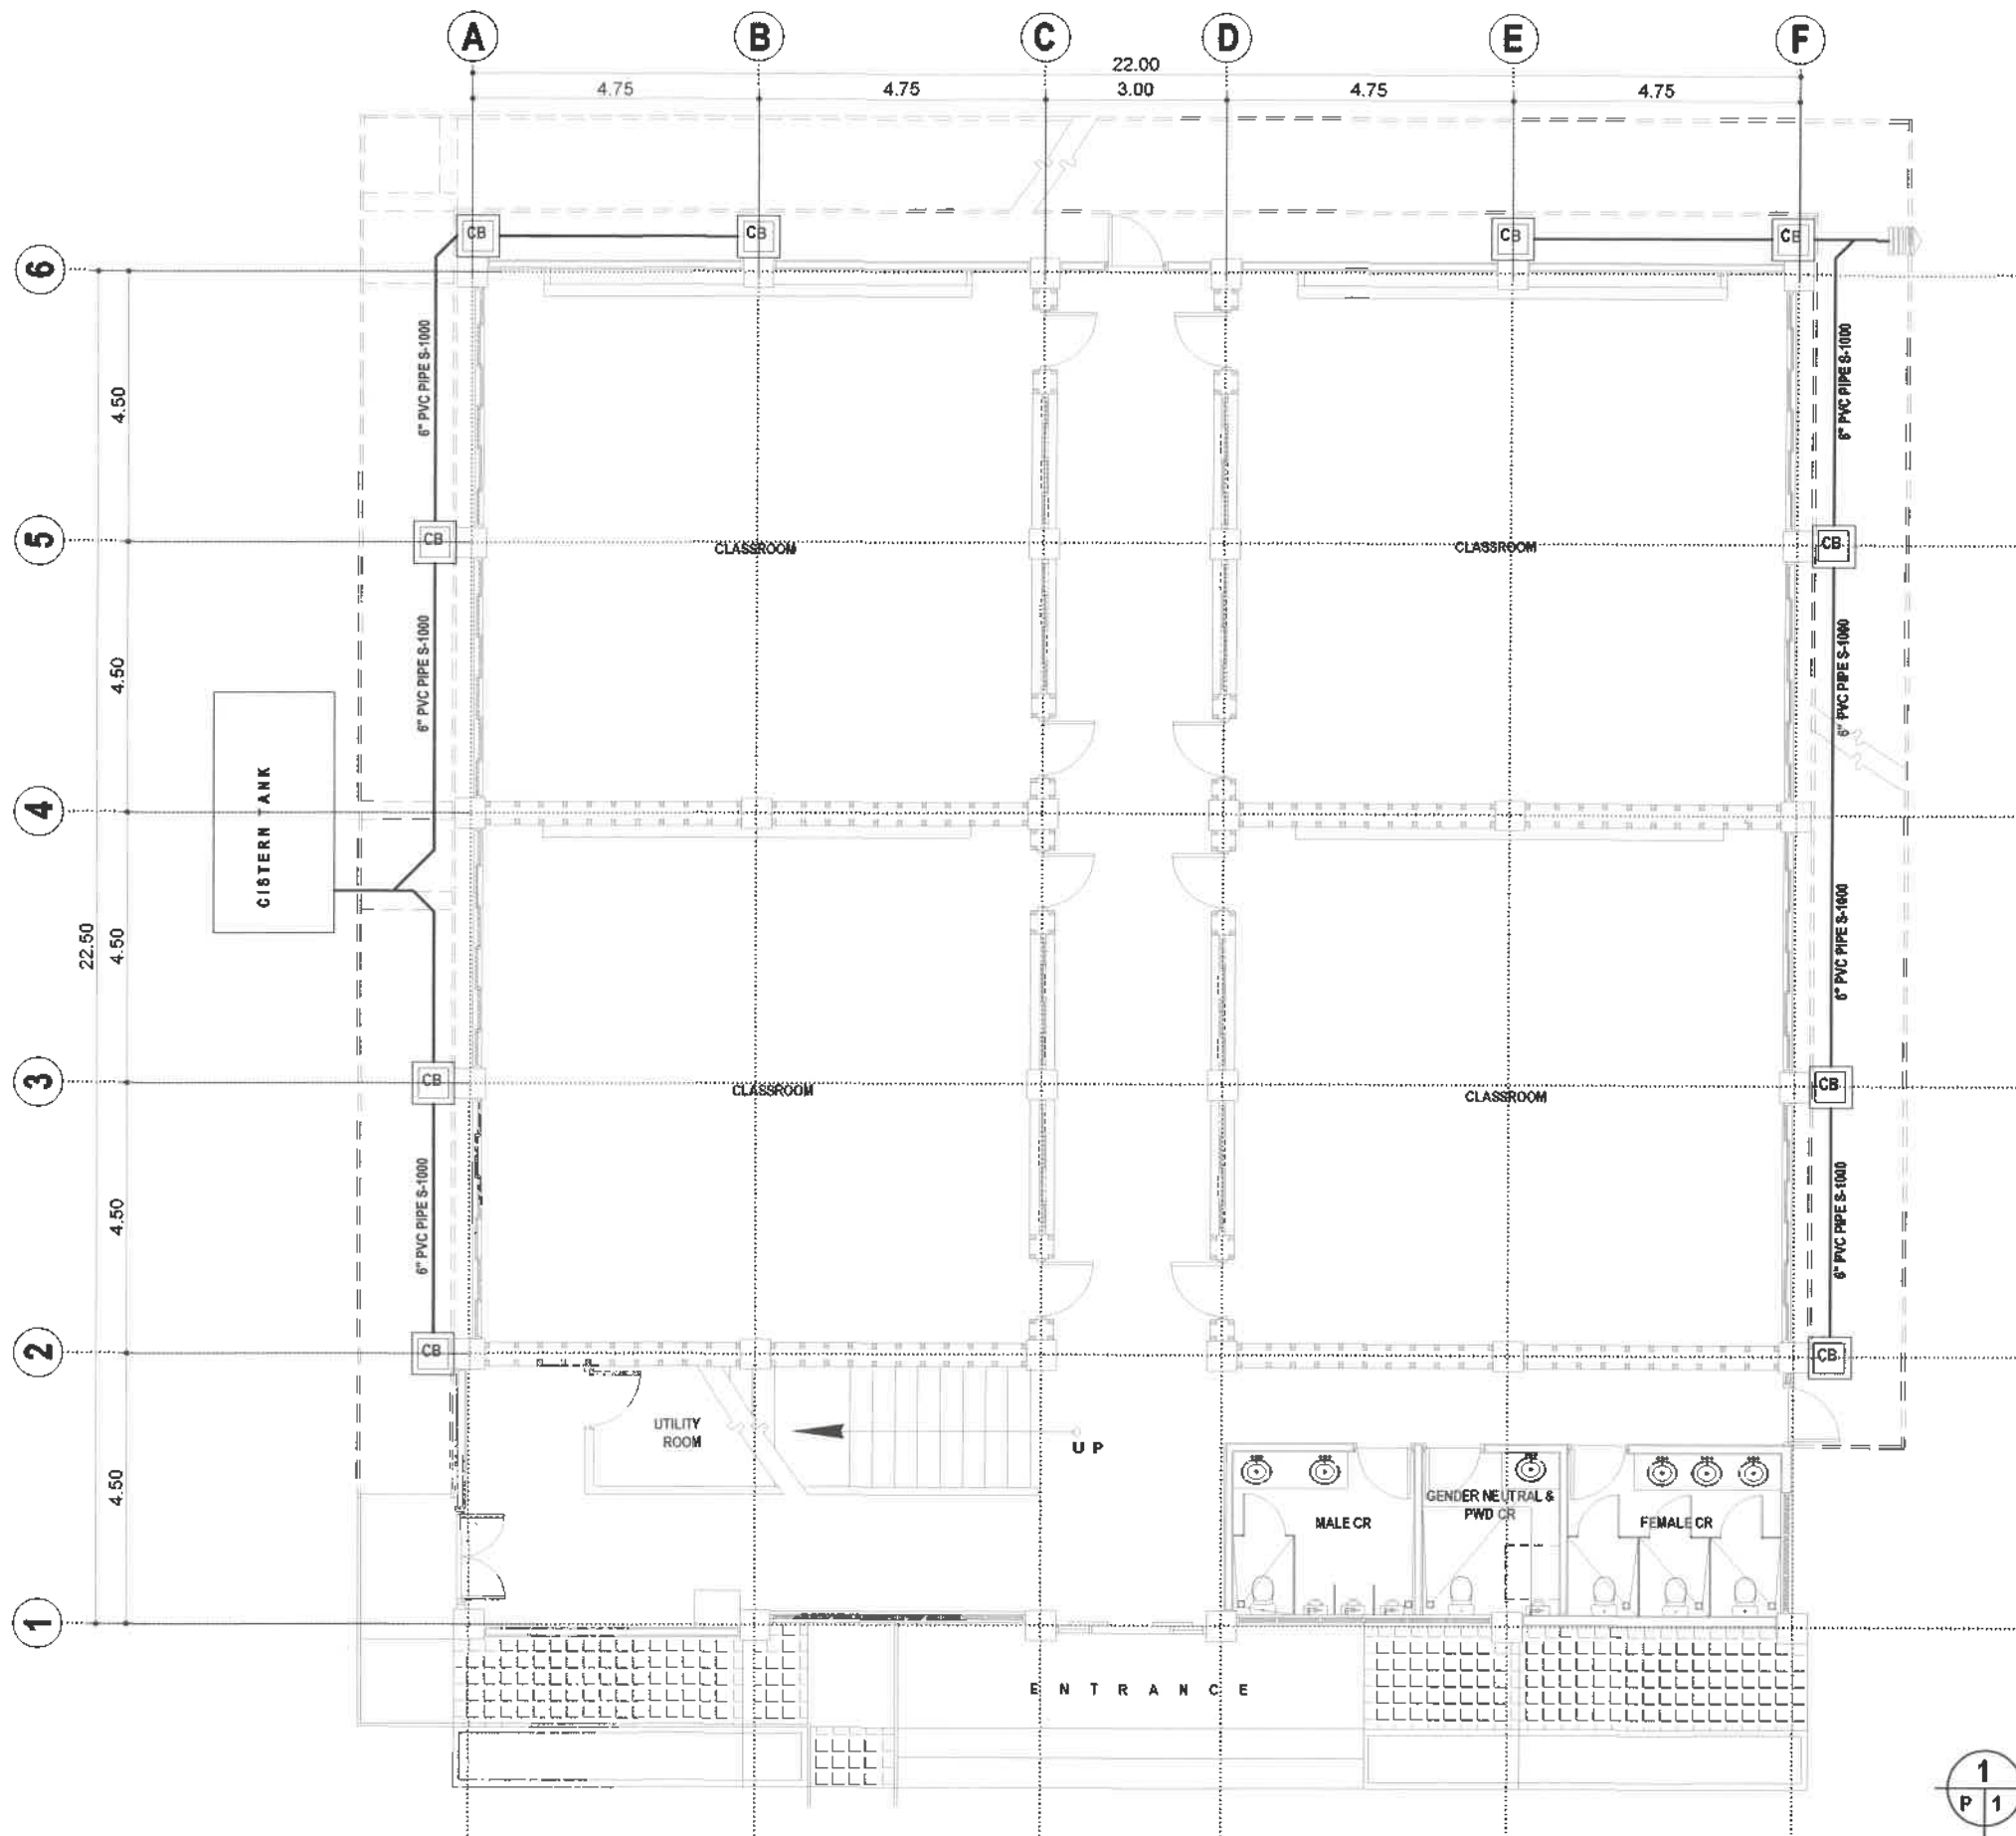 A B C D E F
22.00
4.75 4.75 3.00 4.75 4.75
CB CB CB CB
6
6" PVC PIPE S-1000
6" PVC PIPE S-1000
4.50
5
CB
CLASSROOM
CLASSROOM
CB
6" PVC PIPE S-1000
6" PVC PIPE S-1000
4.50
CISTERN TANK
4
22.50
4.50
6" PVC PIPE S-1000
3
CB
CLASSROOM
CLASSROOM
CB
4.50
6" PVC PIPE S-1000
6" PVC PIPE S-1000
2
CB
CB
UTILITY
ROOM
UP
4.50
MALE CR
GENDER NEUTRAL &
PWD CR
FEMALE CR
1
ENTRANCE
1
P 1